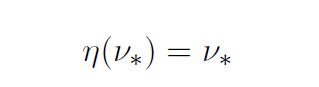 η(ν∗) = ν∗